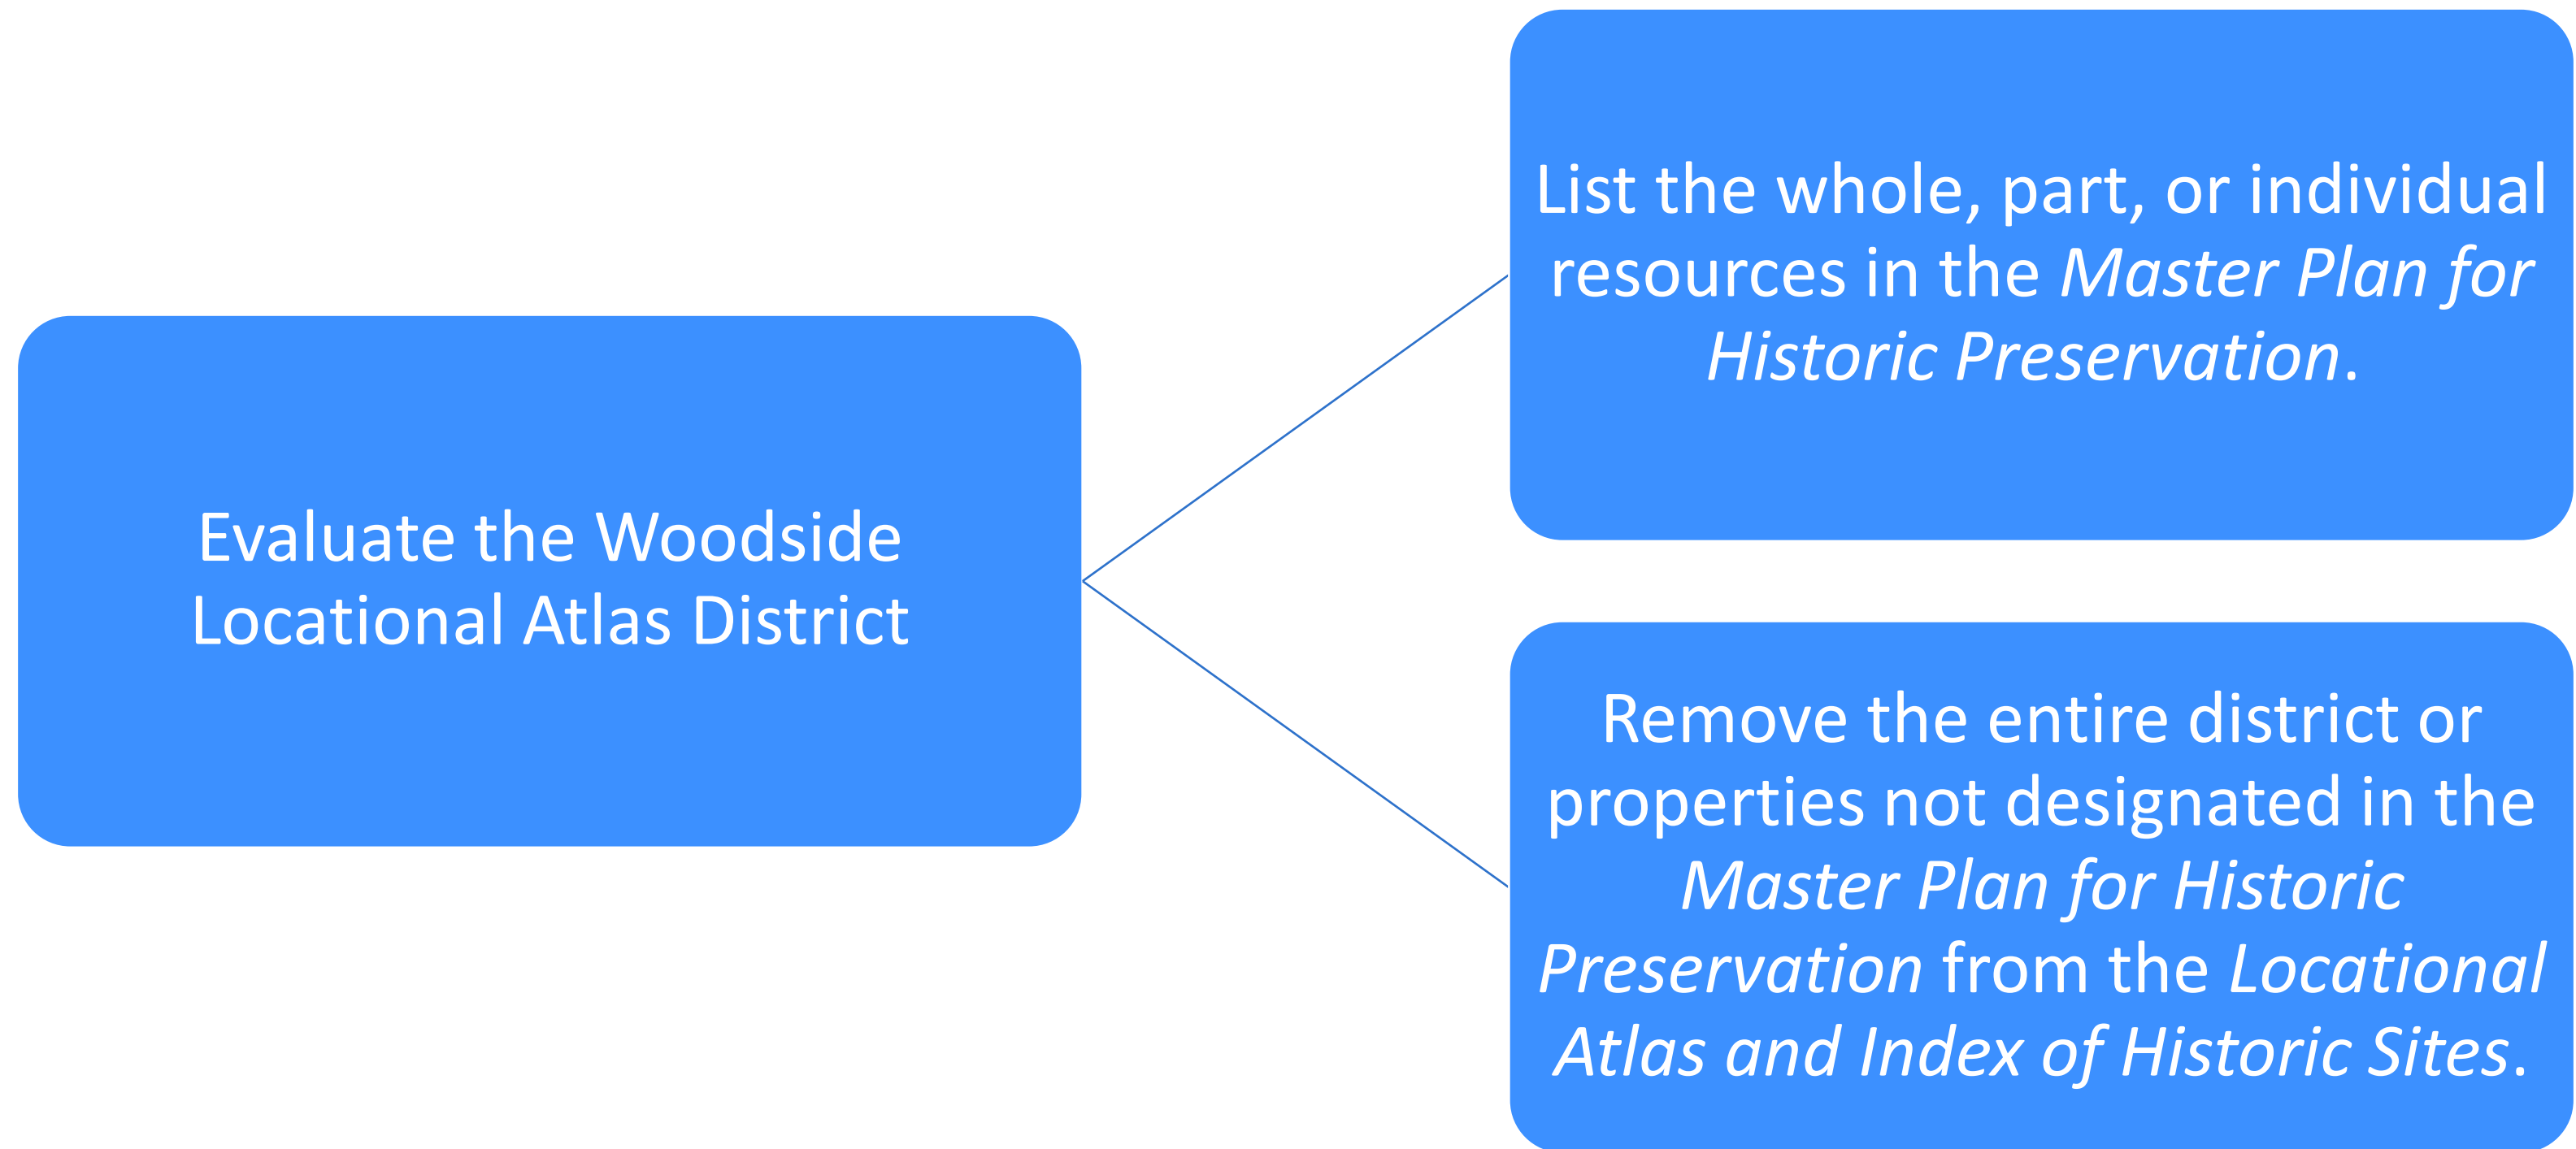 Evaluate the Woodside
Locational Atlas District
List the whole, part, or individual
resources in the Master Plan for
Historic Preservation.
Remove the entire district or
properties not designated in the
Master Plan for Historic
Preservation from the Locational
Atlas and Index of Historic Sites.